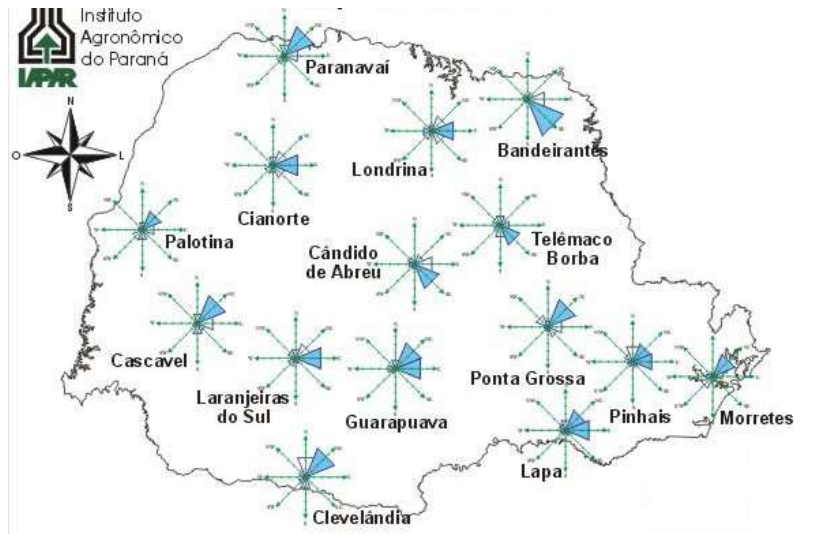 Instituto
Agronômico
do Paraná
IAPAR
N
O
L
S
Paranavaí
Bandeirantes
Londrina
Cianorte
Palotina
Telêmaco
Borba
Cândido
de Abreu
Cascavel
Laranjeiras
do Sul
Guarapuava
Ponta Grossa
Pinhais
Morretes
Lapa
Clevelândia